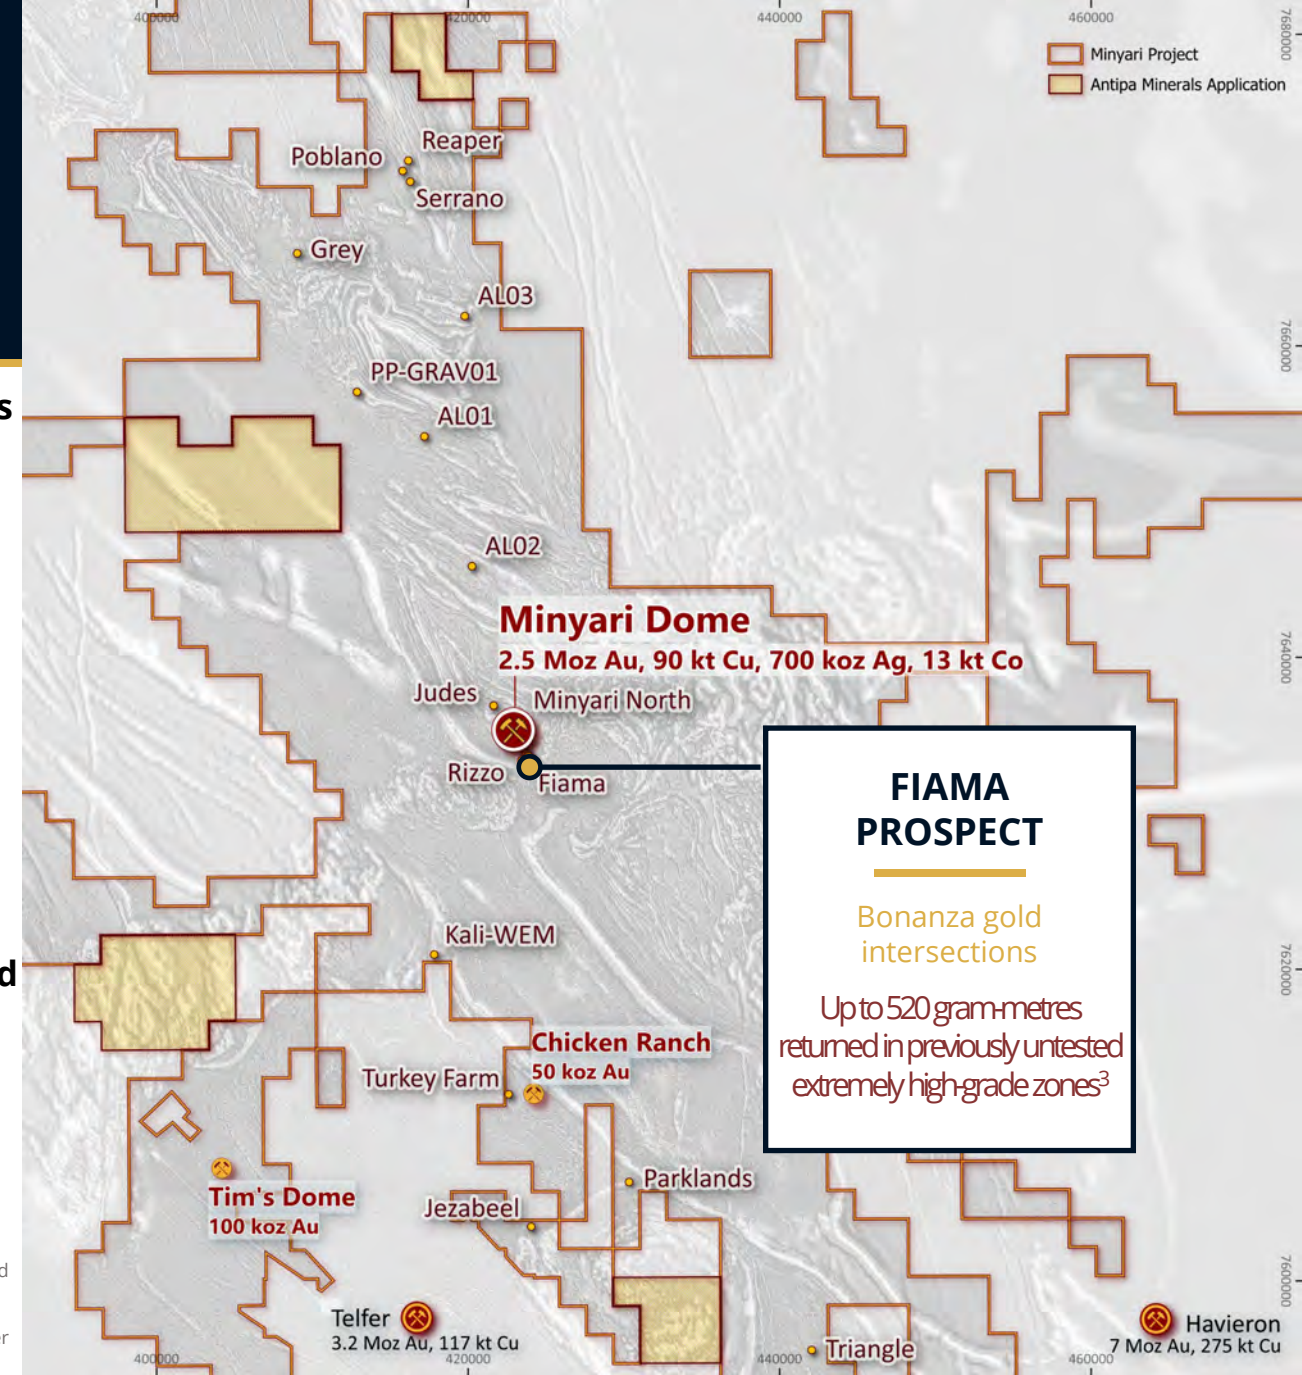 400000
420000
440000
460000
7680000
Minyari Project
Antipa Minerals Application
Reaper
Poblano
Serrano
Grey
AL03
7660000
PP-GRAV01
AL01
s
AL02
Minyari Dome
2.5 Moz Au, 90 kt Cu, 700 koz Ag, 13 kt Co
7640000
Judes
Minyari North
Rizzo
Fiama
FIAMA
PROSPECT
Bonanza gold
intersections
Up to 520 gram-metres
returned in previously untested
extremely high-grade zones³
Kali-WEM
d
7620000
Chicken Ranch
50 koz Au
Turkey Farm
Tim's Dome
100 koz Au
Parklands
Jezabeel
d
7600000
Telfer
3.2 Moz Au, 117 kt Cu
Havieron
7 Moz Au, 275 kt Cu
er
Triangle
400000
420000
440000
460000